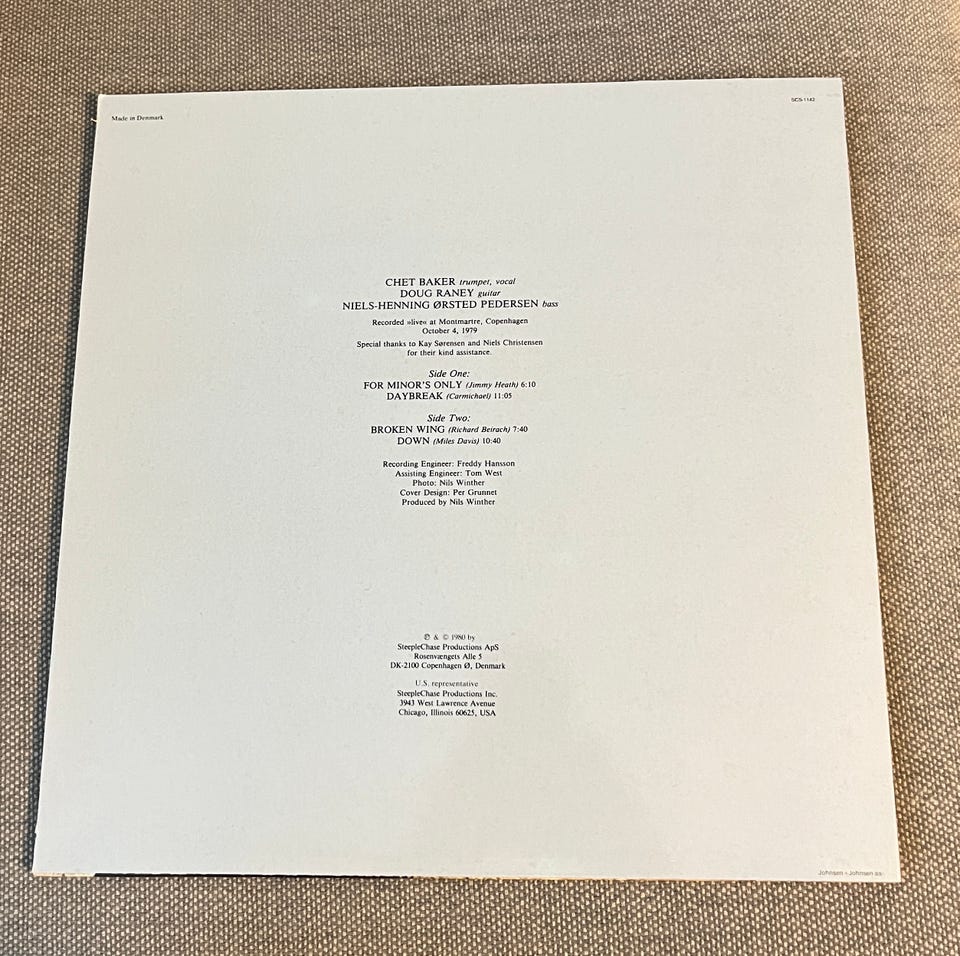 Made in Denmark
SCS-1142
CHET BAKER trumpet, vocal
DOUG RANEY guitar
NIELS-HENNING ØRSTED PEDERSEN bass
Recorded »live« at Montmartre, Copenhagen
October 4, 1979
Special thanks to Kay Sørensen and Niels Christensen
for their kind assistance.
Side One:
FOR MINOR'S ONLY (Jimmy Heath) 6:10
DAYBREAK (Carmichael) 11:05
Side Two:
BROKEN WING (Richard Beirach) 7:40
DOWN (Miles Davis) 10:40
Recording Engineer: Freddy Hansson
Assisting Engineer: Tom West
Photo: Nils Winther
Cover Design: Per Grunnet
Produced by Nils Winther
℗ & © 1980 by
SteepleChase Productions ApS
Rosenvængets Alle 5
DK-2100 Copenhagen Ø, Denmark
U.S. representative
SteepleChase Productions Inc.
3943 West Lawrence Avenue
Chicago, Illinois 60625, USA
Johnsen + Johnsen as